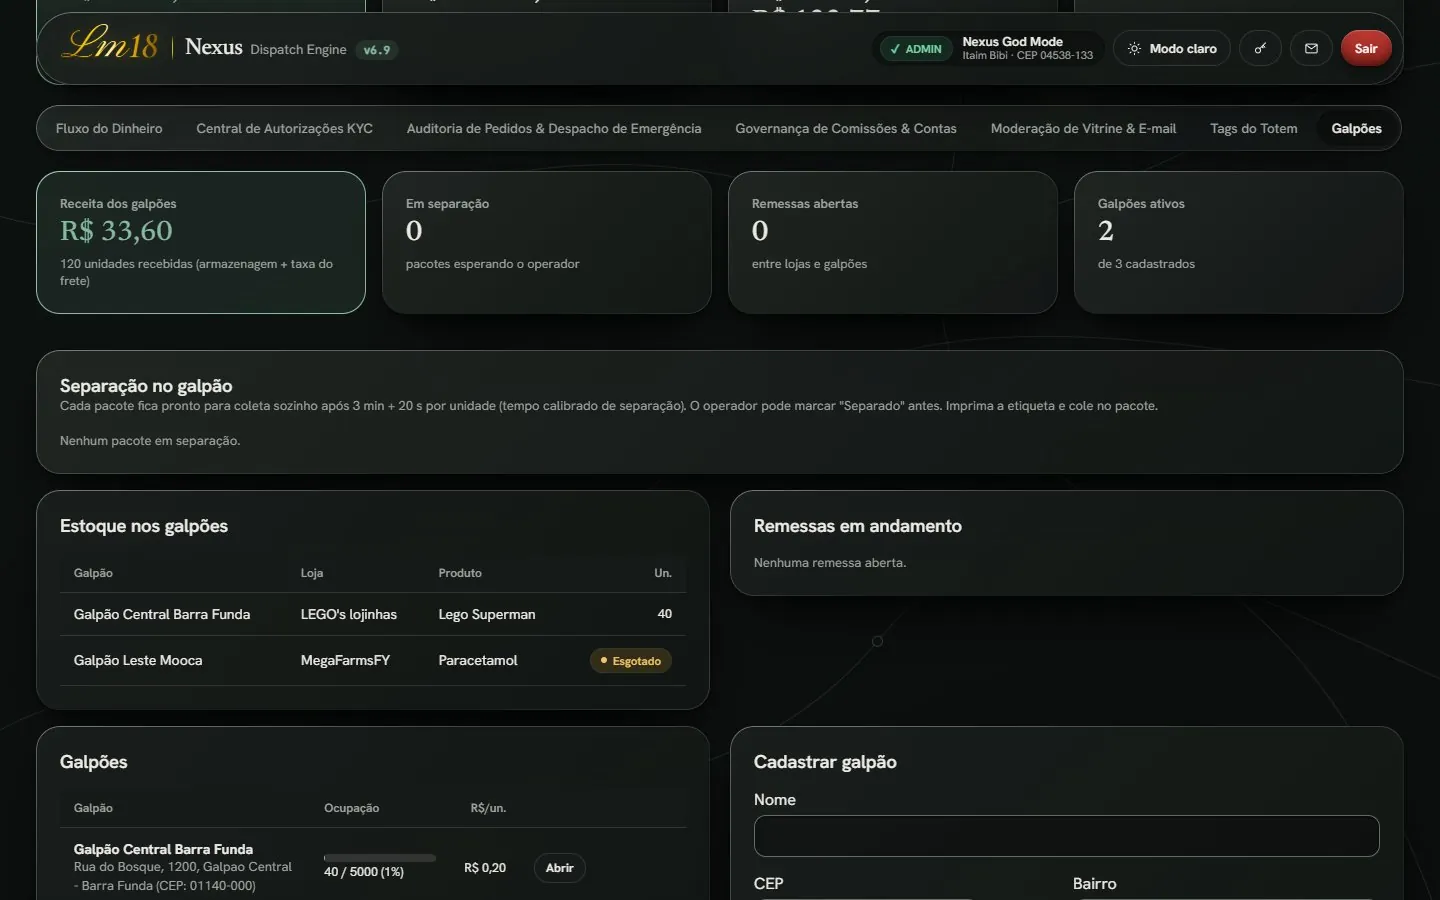 Lm18 Nexus Dispatch Engine v6.9
✓ ADMIN
Nexus God Mode
Itaim Bibi · CEP 04538-133
Modo claro
Sair
Fluxo do Dinheiro
Central de Autorizações KYC
Auditoria de Pedidos & Despacho de Emergência
Governança de Comissões & Contas
Moderação de Vitrine & E-mail
Tags do Totem
Galpões
Receita dos galpões
R$ 33,60
120 unidades recebidas (armazenagem + taxa do
frete)
Em separação
0
pacotes esperando o operador
Remessas abertas
0
entre lojas e galpões
Galpões ativos
2
de 3 cadastrados
Separação no galpão
Cada pacote fica pronto para coleta sozinho após 3 min + 20 s por unidade (tempo calibrado de separação). O operador pode marcar "Separado" antes. Imprima a etiqueta e cole no pacote.
Nenhum pacote em separação.
Estoque nos galpões
Galpão Loja Produto Un.
Galpão Central Barra Funda LEGO's lojinhas Lego Superman 40
Galpão Leste Mooca MegaFarmsFY Paracetamol Esgotado
Remessas em andamento
Nenhuma remessa aberta.
Galpões
Galpão Ocupação R$/un.
Galpão Central Barra Funda
Rua do Bosque, 1200, Galpao Central
- Barra Funda (CEP: 01140-000)
40 / 5000 (1%)
R$ 0,20
Abrir
Cadastrar galpão
Nome
CEP
Bairro